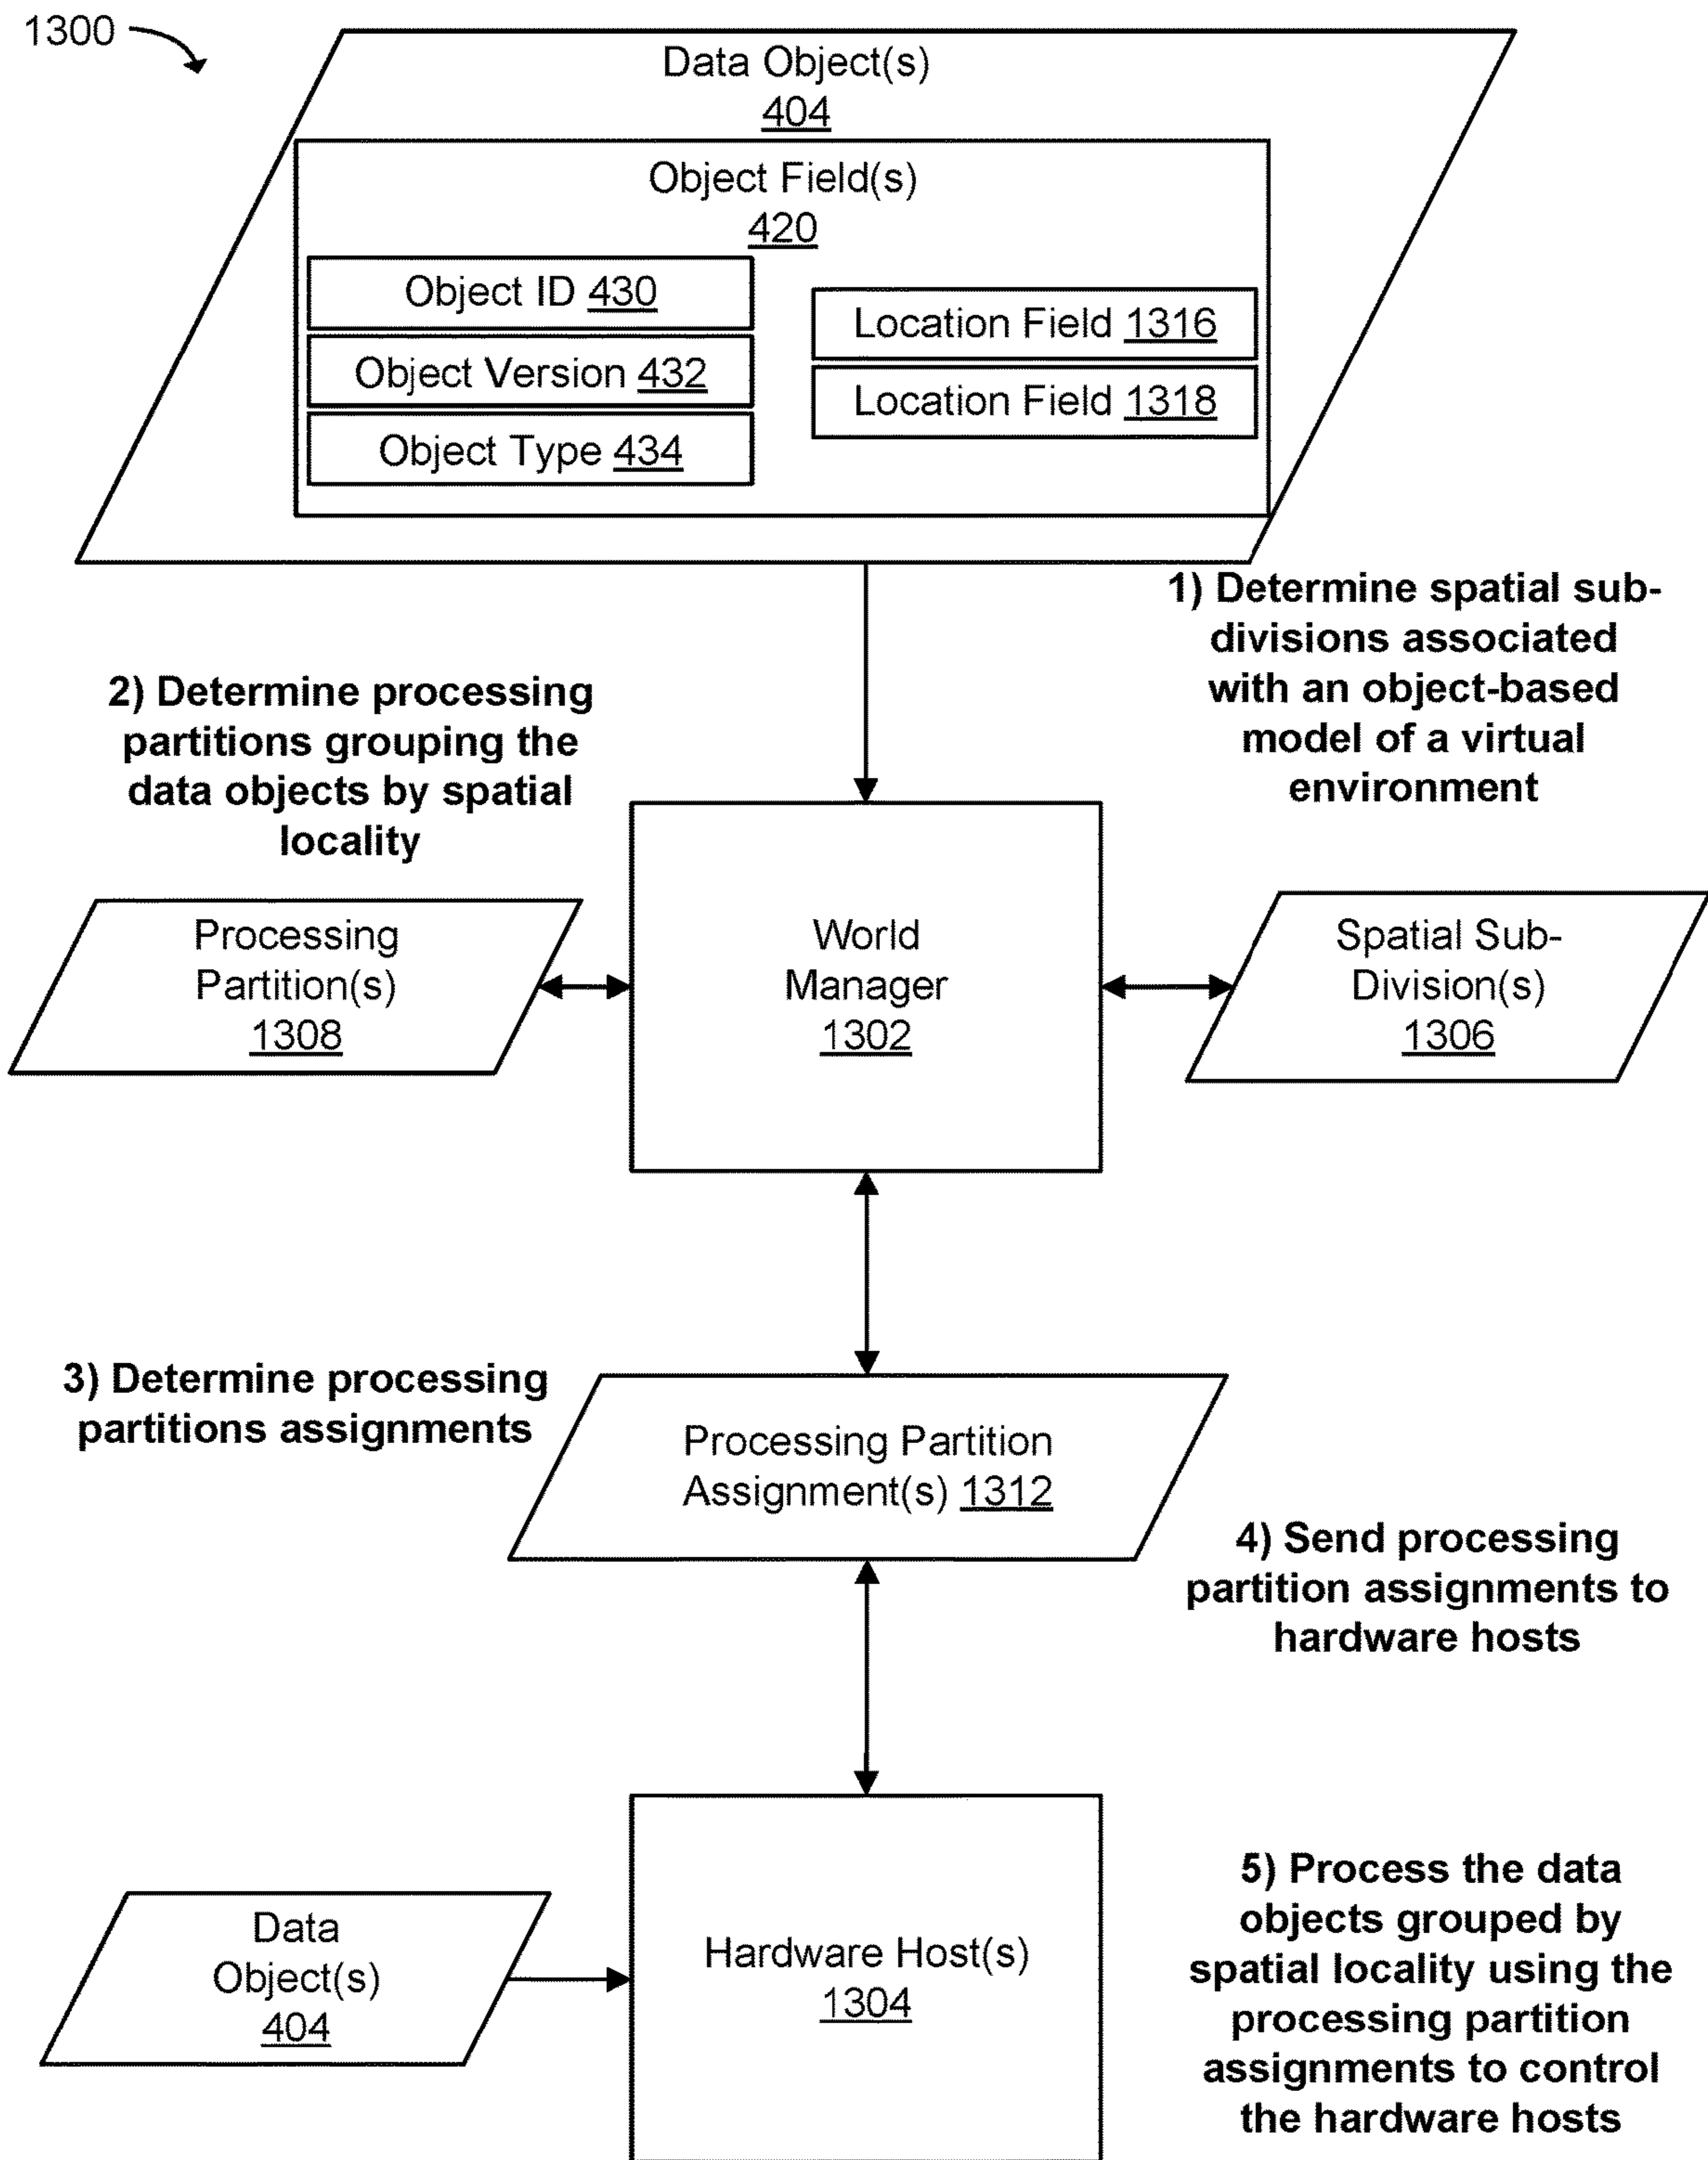 1300
Data Object(s)
404
Object Field(s)
420
Object ID 430
Object Version 432
Object Type 434
Location Field 1316
Location Field 1318
1) Determine spatial sub-
divisions associated
with an object-based
model of a virtual
environment
2) Determine processing
partitions grouping the
data objects by spatial
locality
Processing
Partition(s)
1308
World
Manager
1302
Spatial Sub-
Division(s)
1306
3) Determine processing
partitions assignments
Processing Partition
Assignment(s) 1312
4) Send processing
partition assignments to
hardware hosts
Data
Object(s)
404
Hardware Host(s)
1304
5) Process the data
objects grouped by
spatial locality using the
processing partition
assignments to control
the hardware hosts